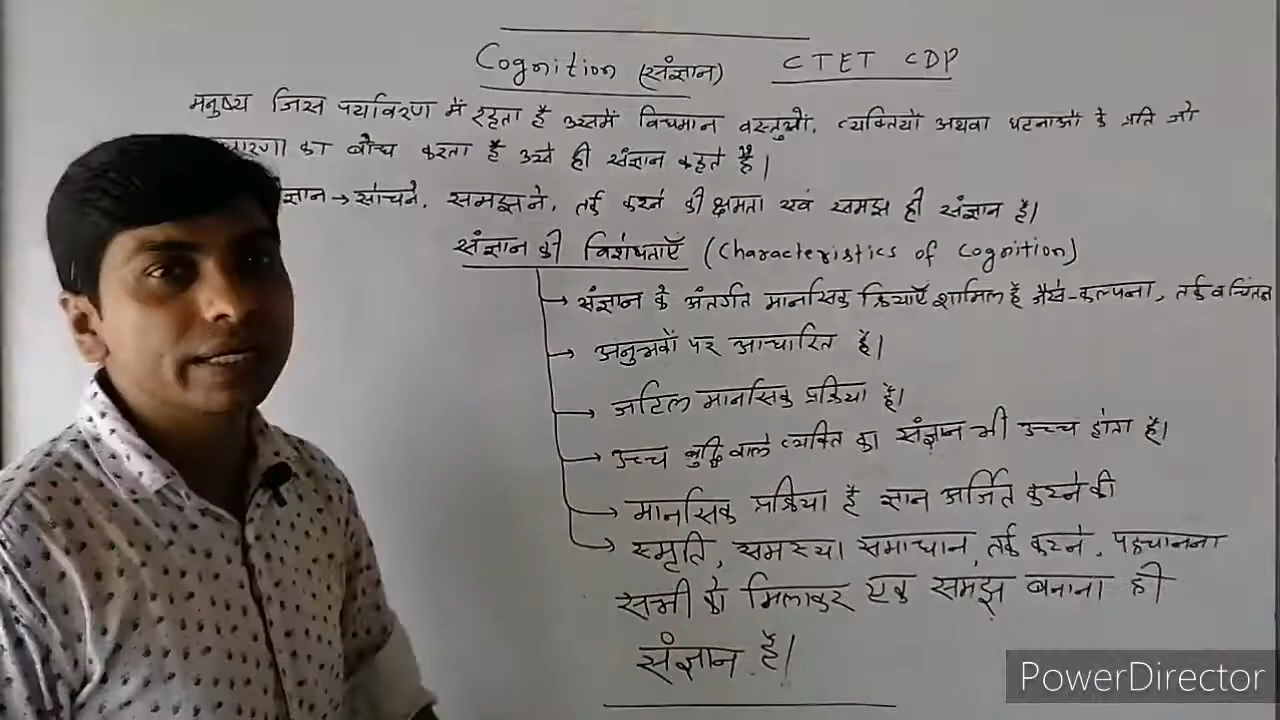 Cognition (संज्ञान) CTET CDP
मनुष्य जिस पर्यावरण में रहता है उसमें विधमान वस्तुओं, व्यक्तियों अथवा घटनाओं के प्रति जो
का बोध करता है उसे ही संज्ञान कहते हैं।
ज्ञान → सोचने, समझने, तर्क करने की क्षमता एवं समझ ही संज्ञान है।
संज्ञान की विशेषताएँ (Characteristics of Cognition)
→ संज्ञान के अंतर्गत मानसिक क्रियाएँ शामिल हैं जैसे-कल्पना, तर्क व चिंतन
→ अनुभवों पर आधारित है।
→ जटिल मानसिक प्रक्रिया है।
→ उच्च बुद्धि वाले व्यक्ति का संज्ञान भी उच्च होता है।
→ मानसिक प्रक्रिया है ज्ञान अर्जित करने की
→ स्मृति, समस्या समाधान, तर्क करने, पहचानना
सभी को मिलाकर एक समझ बनाना ही
संज्ञान है।
PowerDirector